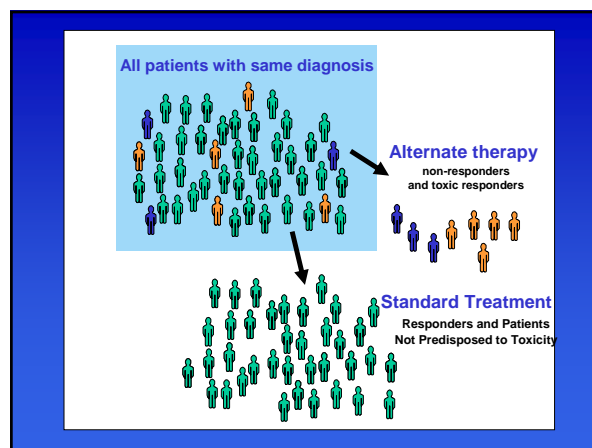 All patients with same diagnosis
Alternate therapy
non-responders
and toxic responders
Standard Treatment
Responders and Patients
Not Predisposed to Toxicity